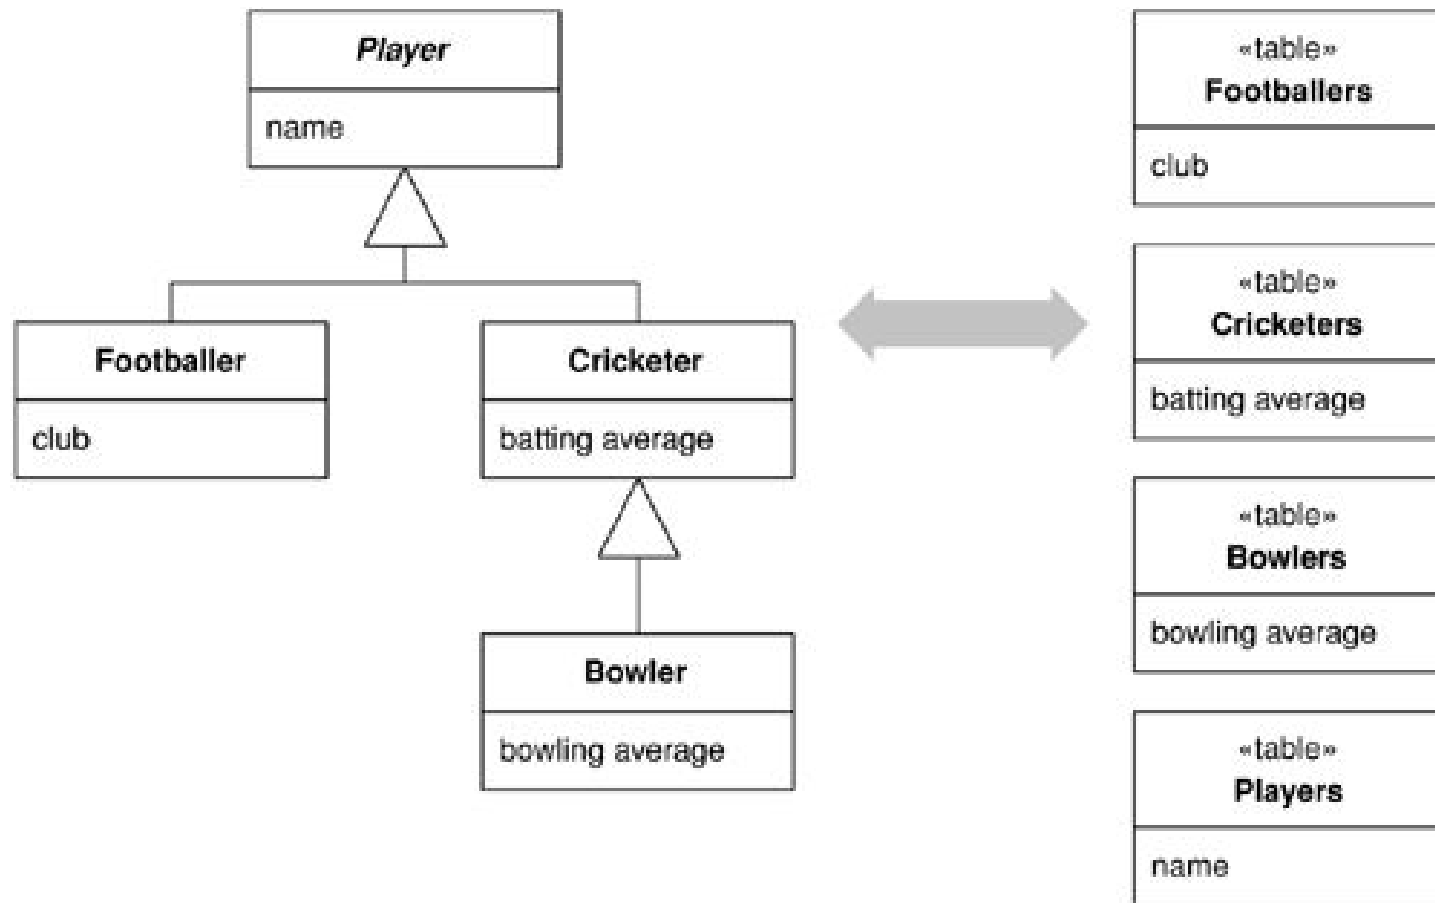 Player
name
Footballer
club
Cricketer
batting average
Bowler
bowling average
«table»
Footballers
club
«table»
Cricketers
batting average
«table»
Bowlers
bowling average
«table»
Players
name